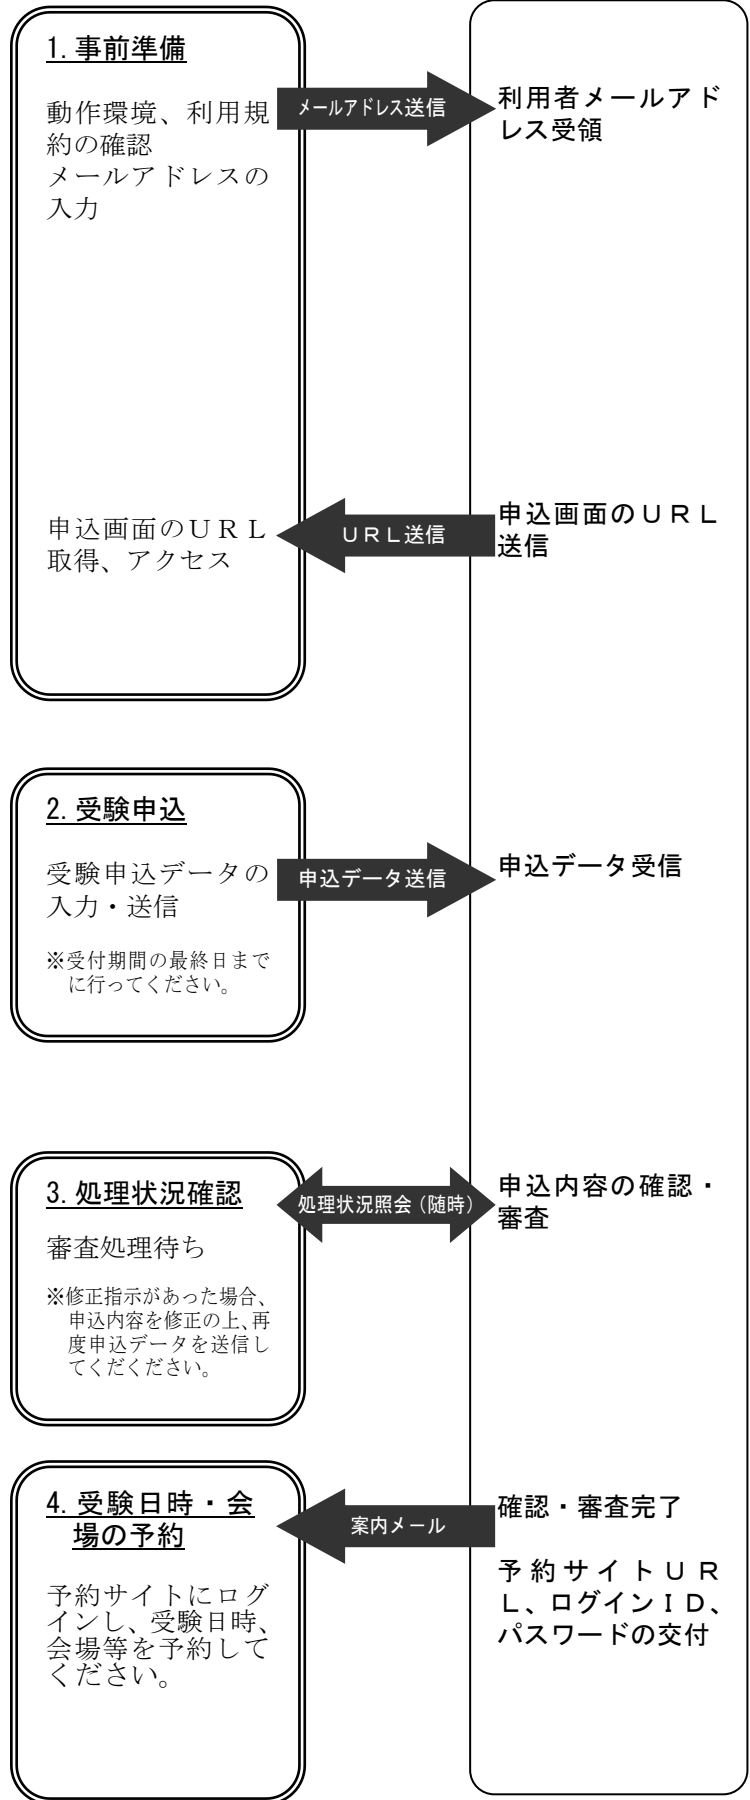 1. 事前準備
動作環境、利用規
約の確認
メールアドレスの
入力
メールアドレス送信
利用者メールアド
レス受領
申込画面のＵＲＬ
取得、アクセス
ＵＲＬ送信
申込画面のＵＲＬ
送信
2. 受験申込
受験申込データの
入力・送信
※受付期間の最終日まで
に行ってください。
申込データ送信
申込データ受信
3. 処理状況確認
審査処理待ち
※修正指示があった場合、
申込内容を修正の上、再
度申込データを送信し
てくだください。
処理状況照会（随時）
申込内容の確認・
審査
4. 受験日時・会
場の予約
予約サイトにログ
インし、受験日時、
会場等を予約して
ください。
案内メール
確認・審査完了
予約サイトＵＲ
Ｌ、ログインＩＤ、
パスワードの交付